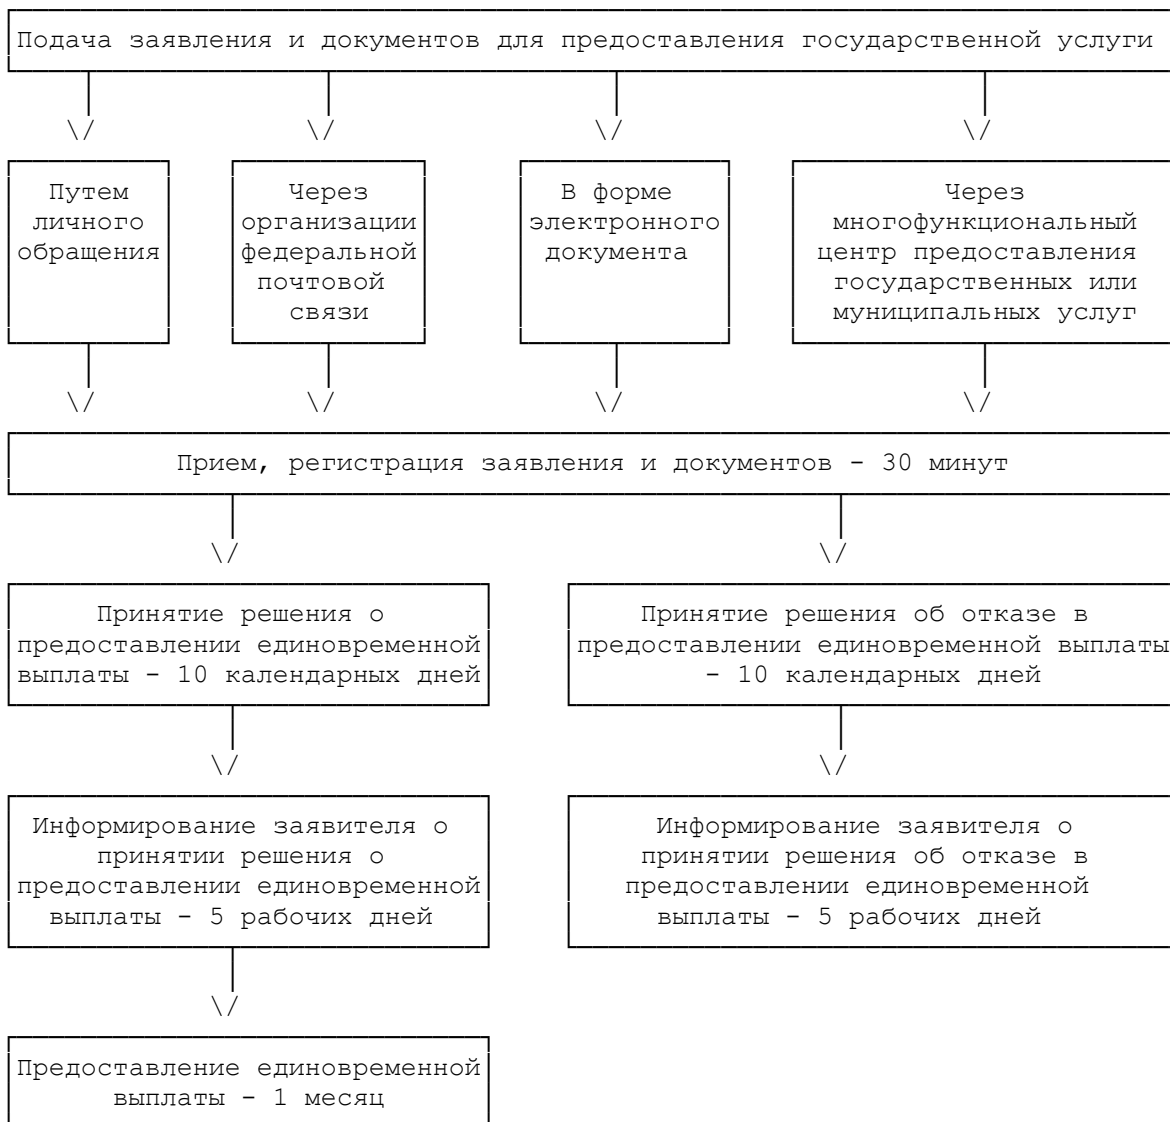 Подача заявления и документов для предоставления государственной услуги
Путем
личного
обращения
Через
организации
федеральной
почтовой
связи
В форме
электронного
документа
Через
многофункциональный
центр предоставления
государственных или
муниципальных услуг
Прием, регистрация заявления и документов - 30 минут
Принятие решения о
предоставлении единовременной
выплаты - 10 календарных дней
Принятие решения об отказе в
предоставлении единовременной выплаты
- 10 календарных дней
Информирование заявителя о
принятии решения о
предоставлении единовременной
выплаты - 5 рабочих дней
Информирование заявителя о
принятии решения об отказе в
предоставлении единовременной
выплаты - 5 рабочих дней
Предоставление единовременной
выплаты - 1 месяц